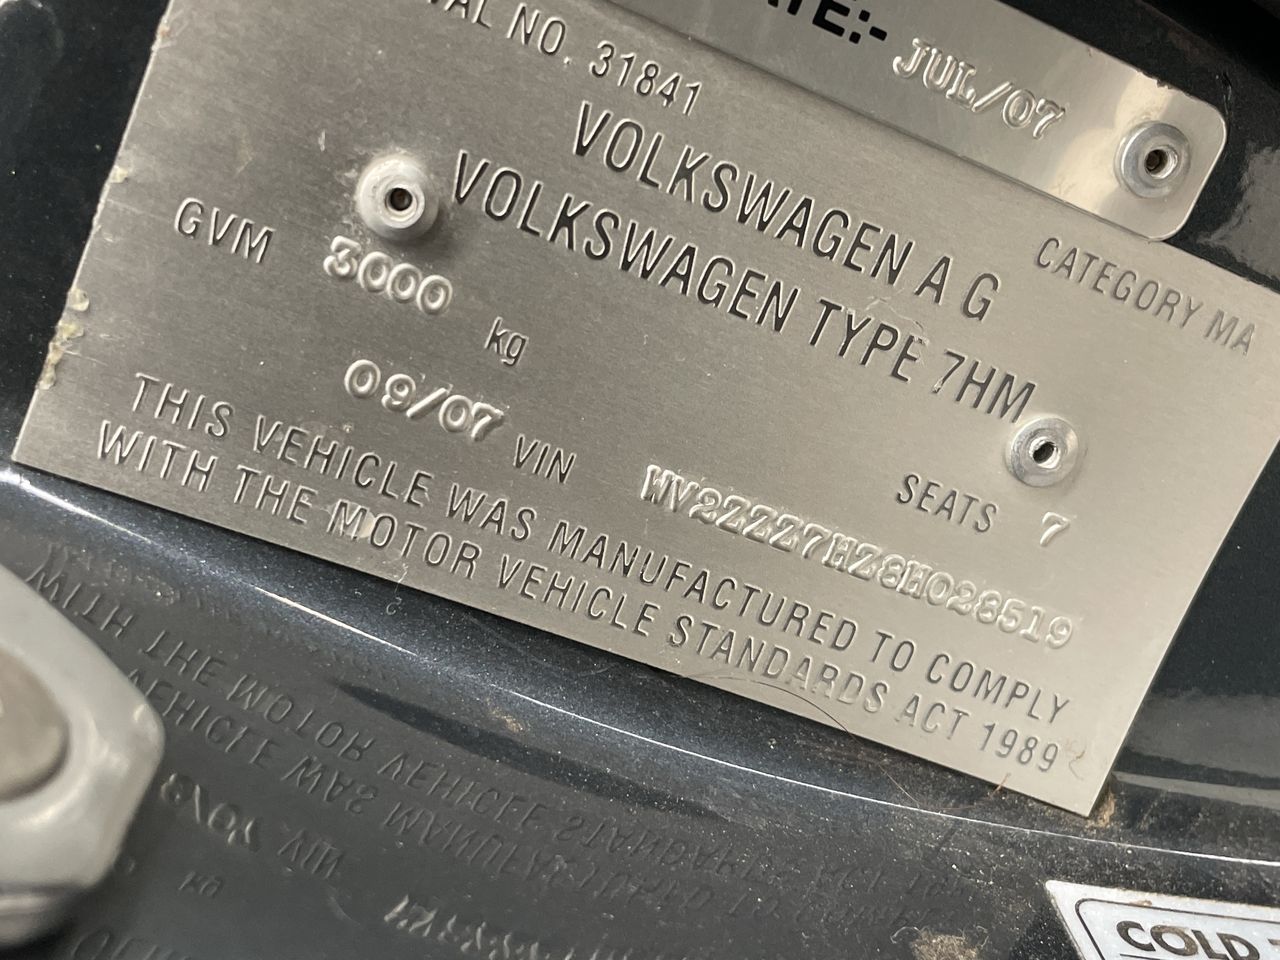 JUL/07
NO. 31841
VOLKSWAGEN A G
CATEGORY MA
VOLKSWAGEN TYPE 7HM
GVM 3000 kg
SEATS 7
09/07 VIN WV2ZZZ7HZ8H028519
THIS VEHICLE WAS MANUFACTURED TO COMPLY
WITH THE MOTOR VEHICLE STANDARDS ACT 1989
COLD